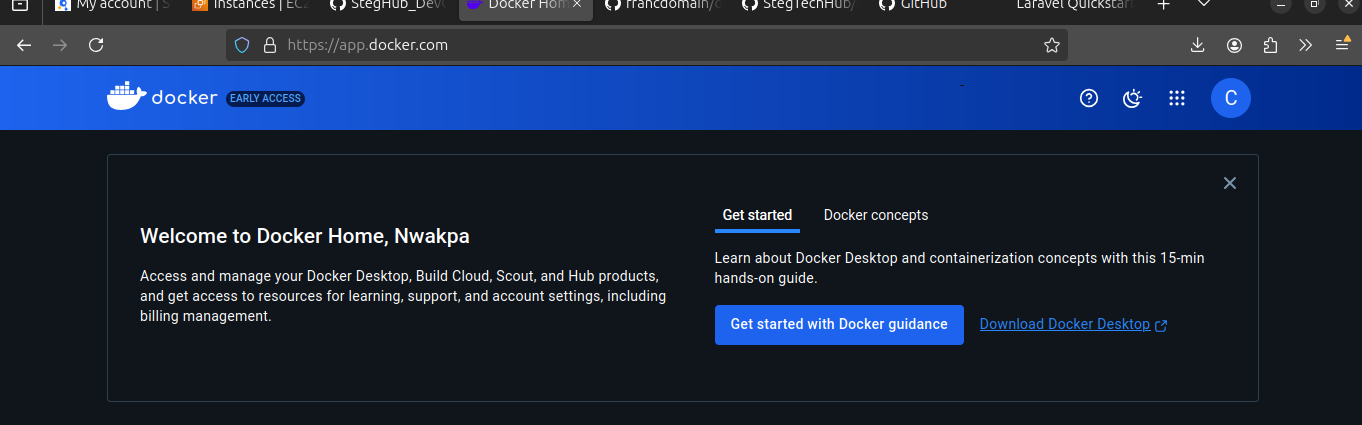 My account | S
Instances | EC2
StegHub_Dev
Docker Hom
francdomain/
StegTechHub/
GitHub
Laravel Quickstart
https://app.docker.com
docker
EARLY ACCESS
C
Welcome to Docker Home, Nwakpa
Access and manage your Docker Desktop, Build Cloud, Scout, and Hub products,
and get access to resources for learning, support, and account settings, including
billing management.
Get started
Docker concepts
Learn about Docker Desktop and containerization concepts with this 15-min
hands-on guide.
Get started with Docker guidance
Download Docker Desktop